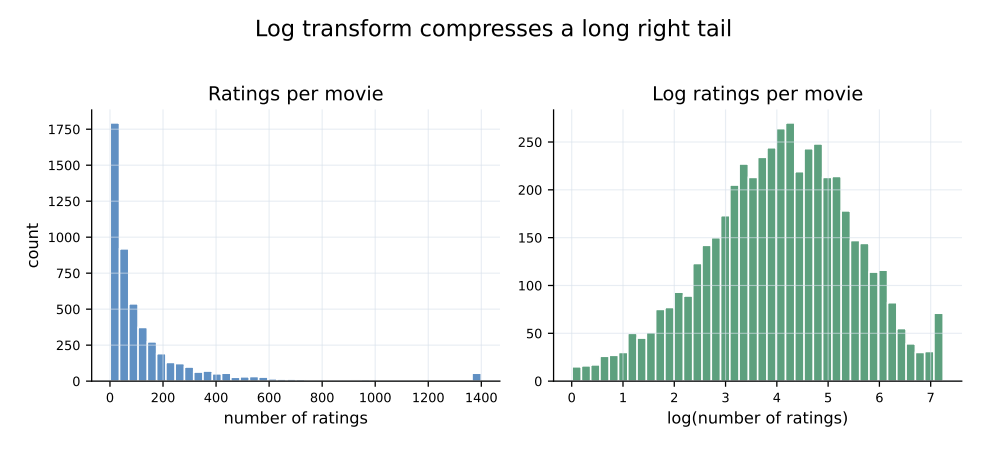 Log transform compresses a long right tail
Ratings per movie
1750
1500
1250
1000
750
500
250
0
count
0 200 400 600 800 1000 1200 1400
number of ratings
Log ratings per movie
250
200
150
100
50
0
0 1 2 3 4 5 6 7
log(number of ratings)